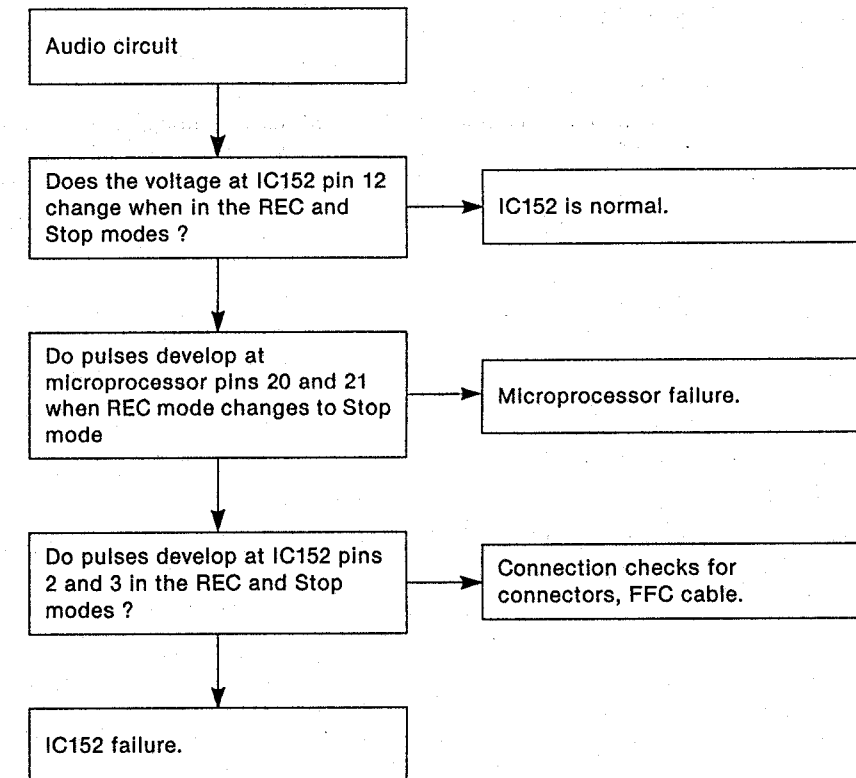 Audio circuit
Does the voltage at IC152 pin 12
change when in the REC and
Stop modes ?
IC152 is normal.
Do pulses develop at
microprocessor pins 20 and 21
when REC mode changes to Stop
mode
Microprocessor failure.
Do pulses develop at IC152 pins
2 and 3 in the REC and Stop
modes ?
Connection checks for
connectors, FFC cable.
IC152 failure.